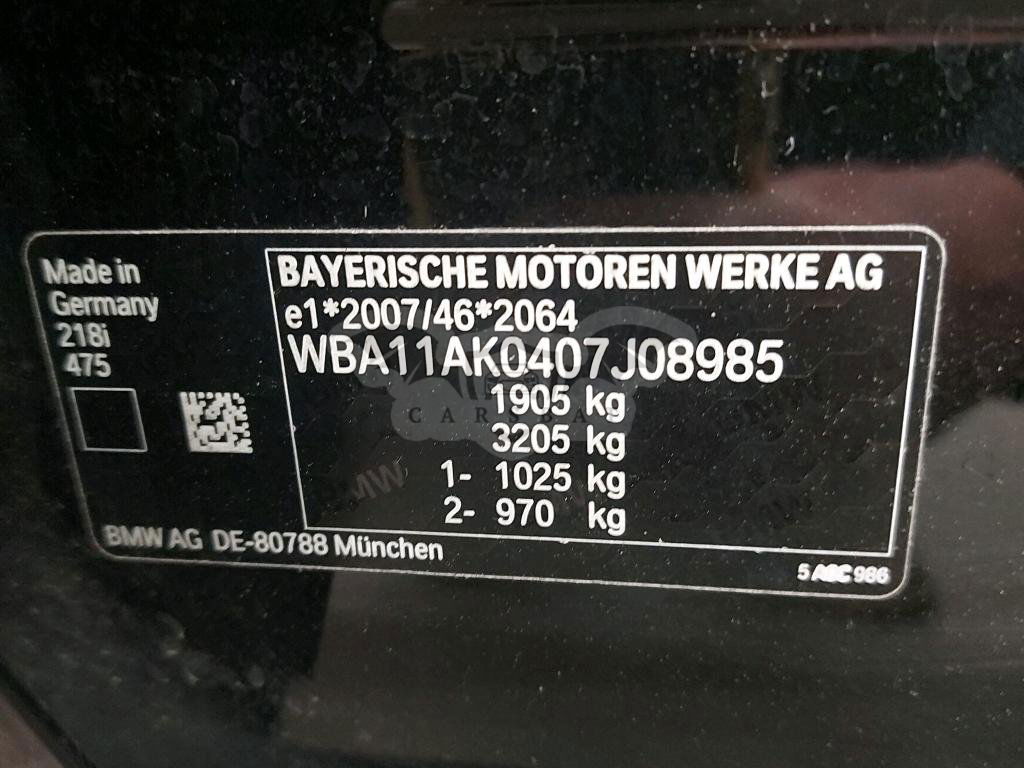 Made in
Germany
218i
475
BAYERISCHE MOTOREN WERKE AG
e1*2007/46*2064
WBA11AK0407J08985
1905 kg
3205 kg
1- 1025 kg
2- 970 kg
BMW AG DE-80788 München
5 A8C 986